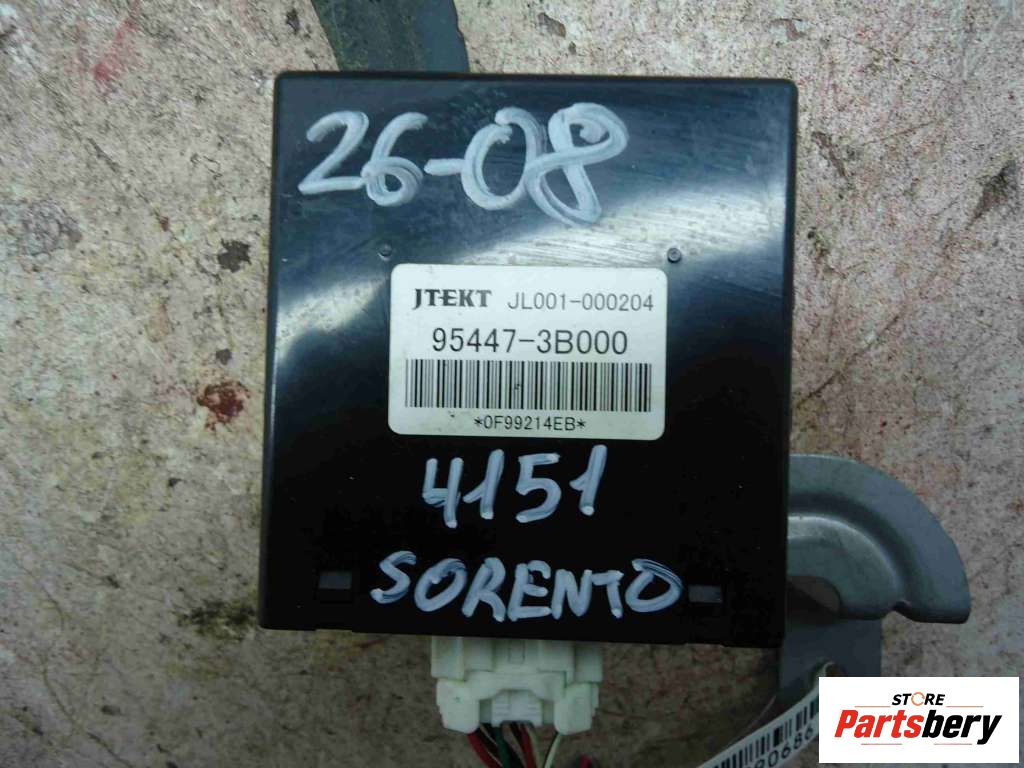 26-08
JTEKT JL001-000204
95447-3B000
*0F99214EB*
4151
SORENTO
STORE
Partsbery